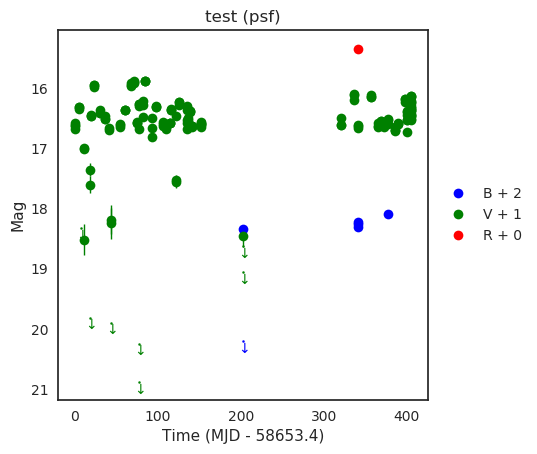 test (psf)
Mag
16
17
18
19
20
21
0
100
200
300
400
Time (MJD - 58653.4)
B + 2
V + 1
R + 0